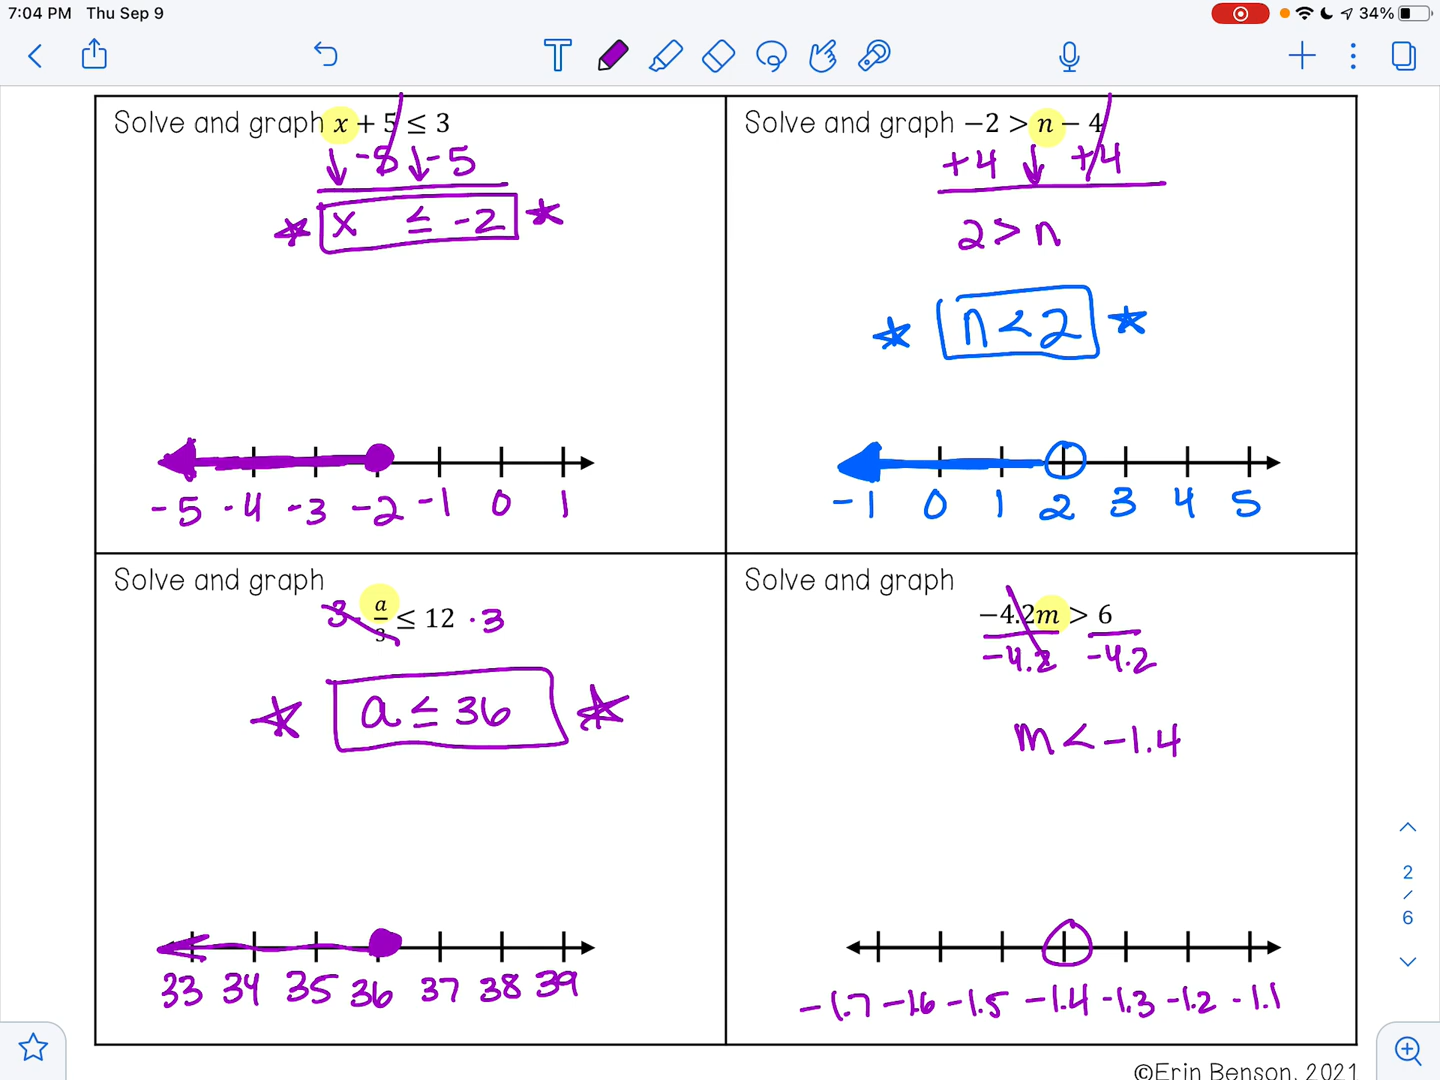 7:04 PM Thu Sep 9
34%
Solve and graph x + 5 ≤ 3
-5 -5
x ≤ -2
-5 -4 -3 -2 -1 0 1
Solve and graph −2 > n − 4
+4 +4
2 > n
n < 2
-1 0 1 2 3 4 5
Solve and graph
3 · a/3 ≤ 12 · 3
a ≤ 36
33 34 35 36 37 38 39
Solve and graph
−4.2m > 6
-4.2 -4.2
m < -1.4
-1.7 -1.6 -1.5 -1.4 -1.3 -1.2 -1.1
2
/
6
©Erin Benson, 2021